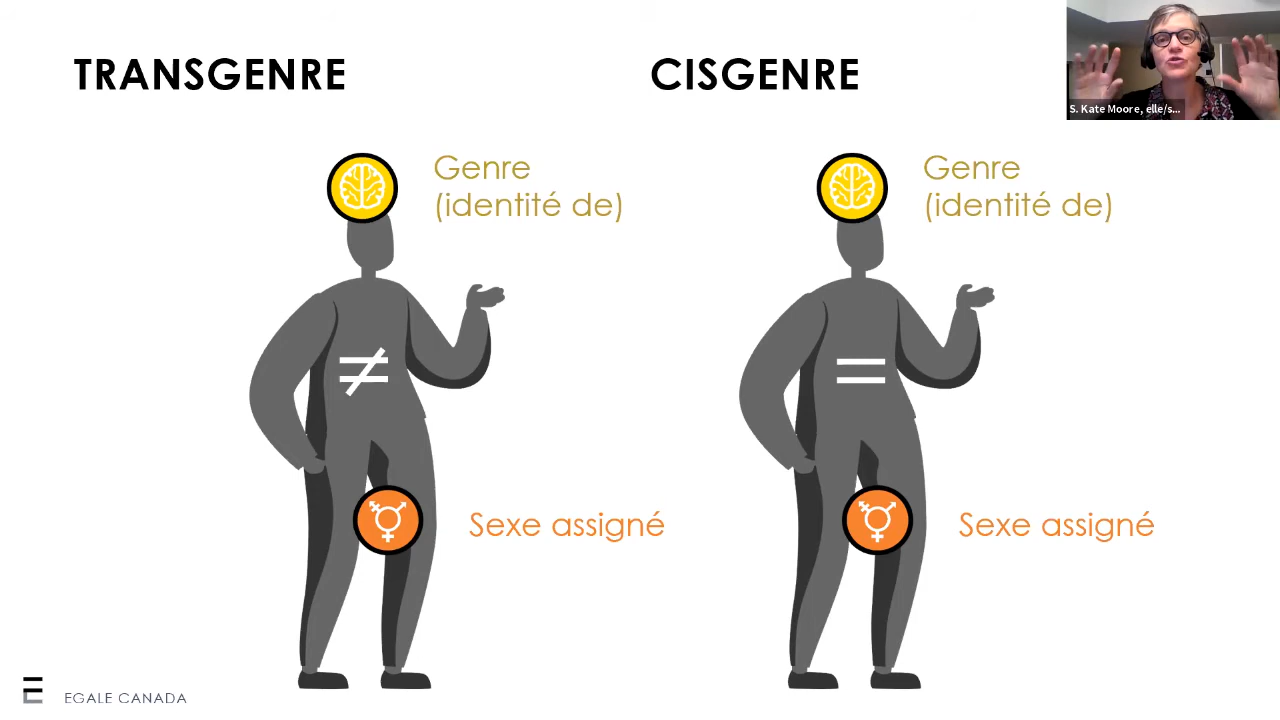 TRANSGENRE
CISGENRE
S. Kate Moore, elle/s...
Genre
(identité de)
Genre
(identité de)
≠
=
Sexe assigné
Sexe assigné
EGALE CANADA